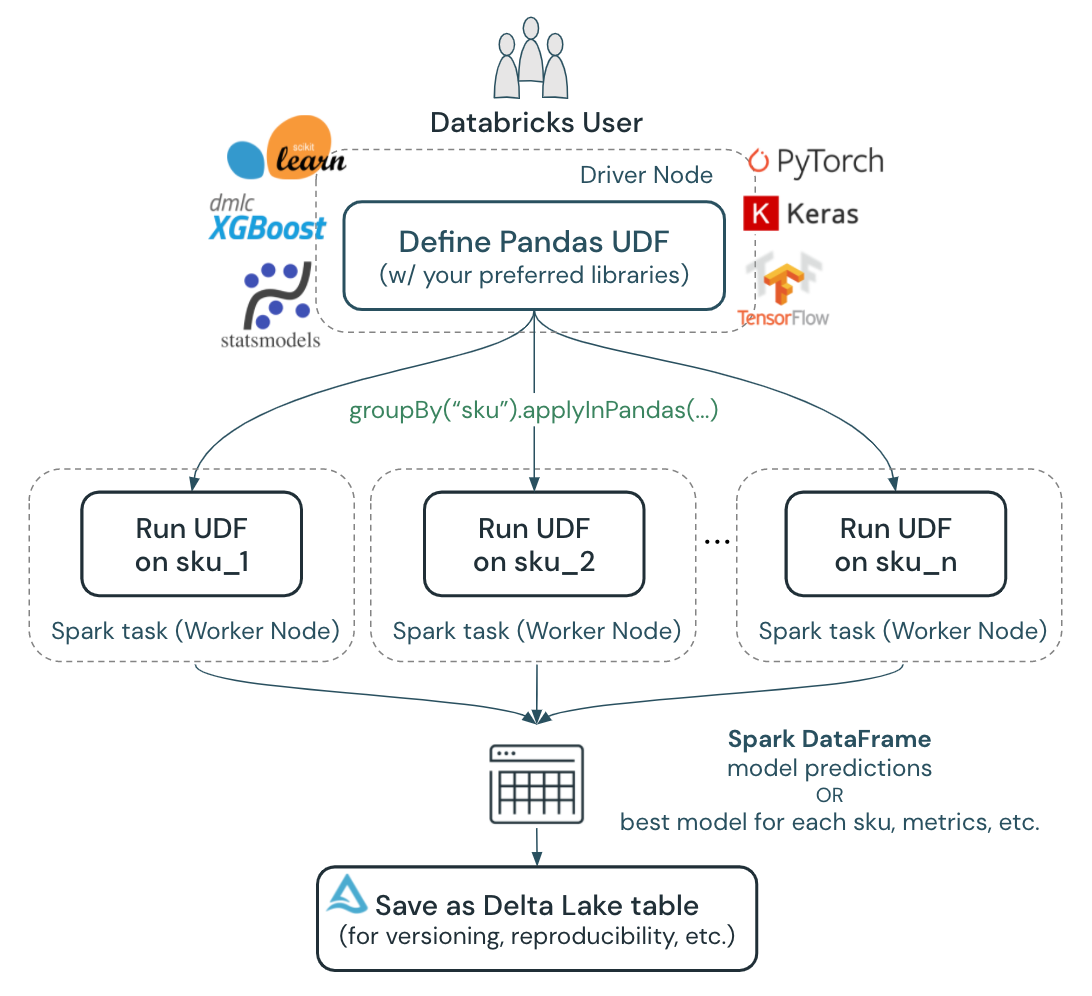 Databricks User
scikit
learn
dmlc
XGBoost
statsmodels
Driver Node
PyTorch
K Keras
TF
TensorFlow
Define Pandas UDF
(w/ your preferred libraries)
groupBy(“sku”).applyInPandas(...)
Run UDF
on sku_1
Spark task (Worker Node)
Run UDF
on sku_2
Spark task (Worker Node)
...
Run UDF
on sku_n
Spark task (Worker Node)
Spark DataFrame
model predictions
OR
best model for each sku, metrics, etc.
Save as Delta Lake table
(for versioning, reproducibility, etc.)